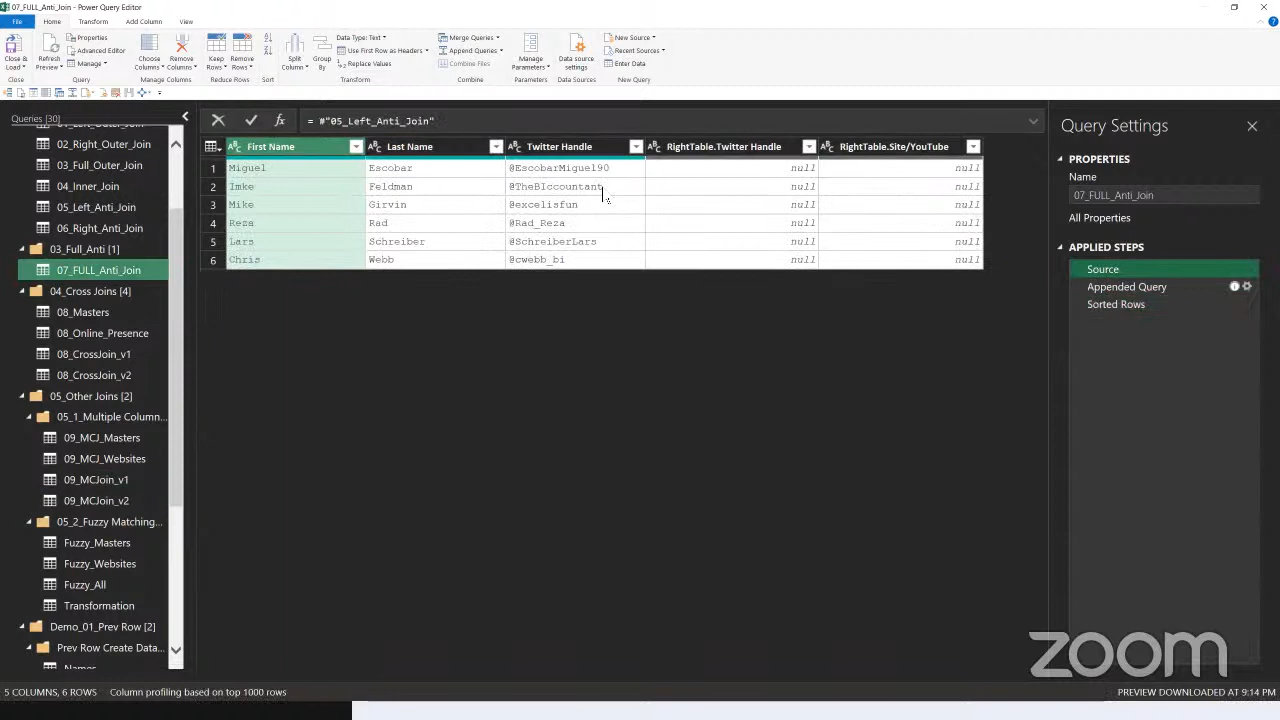 07_FULL_Anti_Join - Power Query Editor
File Home Transform Add Column View
Close & Load
Close
Refresh Preview
Properties
Advanced Editor
Manage
Query
Choose Columns
Remove Columns
Manage Columns
Keep Rows
Remove Rows
Reduce Rows
Sort
Split Column
Group By
Data Type: Text
Use First Row as Headers
Replace Values
Transform
Merge Queries
Append Queries
Combine Files
Combine
Manage Parameters
Parameters
Data source settings
Data Sources
New Source
Recent Sources
Enter Data
New Query
Queries [30]
02_Right_Outer_Join
03_Full_Outer_Join
04_Inner_Join
05_Left_Anti_Join
06_Right_Anti_Join
03_Full_Anti [1]
07_FULL_Anti_Join
04_Cross Joins [4]
08_Masters
08_Online_Presence
08_CrossJoin_v1
08_CrossJoin_v2
05_Other Joins [2]
05_1_Multiple Column...
09_MCJ_Masters
09_MCJ_Websites
09_MCJoin_v1
09_MCJoin_v2
05_2_Fuzzy Matching...
Fuzzy_Masters
Fuzzy_Websites
Fuzzy_All
Transformation
Demo_01_Prev Row [2]
Prev Row Create Data...
= #"05_Left_Anti_Join"
First Name Last Name Twitter Handle RightTable.Twitter Handle RightTable.Site/YouTube
1 Miguel Escobar @EscobarMiguel90 null null
2 Imke Feldman @TheBIccountant null null
3 Mike Girvin @excelisfun null null
4 Reza Rad @Rad_Reza null null
5 Lars Schreiber @SchreiberLars null null
6 Chris Webb @cwebb_bi null null
Query Settings
PROPERTIES
Name
07_FULL_Anti_Join
All Properties
APPLIED STEPS
Source
Appended Query
Sorted Rows
zoom
5 COLUMNS, 6 ROWS Column profiling based on top 1000 rows
PREVIEW DOWNLOADED AT 9:14 PM